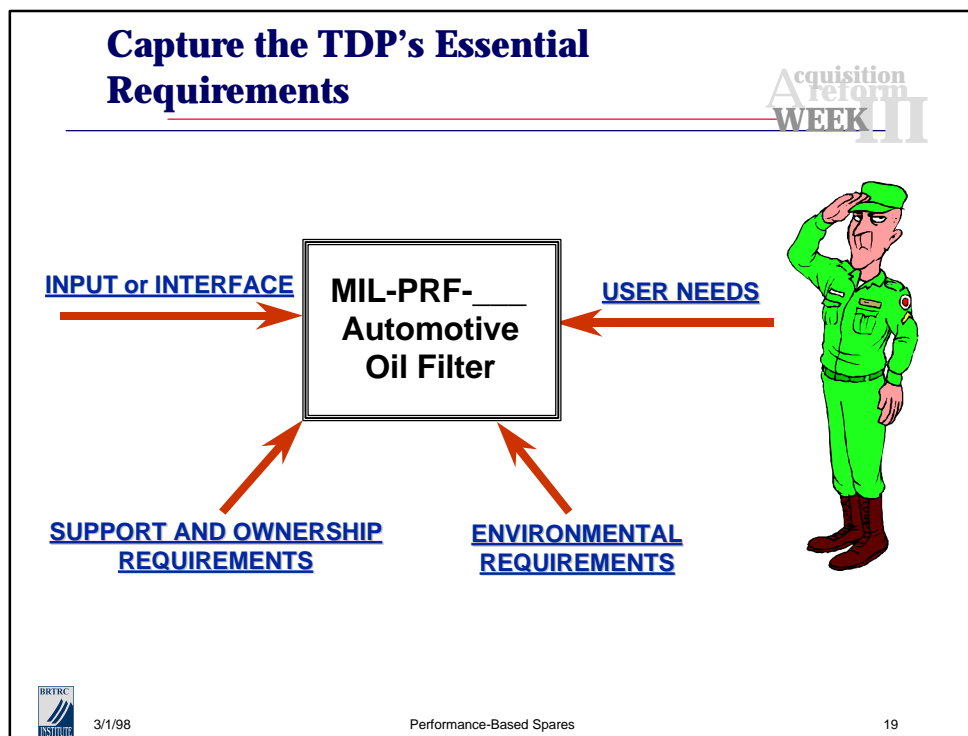 Capture the TDP’s Essential
Requirements
Acquisition
reform
WEEK III
INPUT or INTERFACE
MIL-PRF-___
Automotive
Oil Filter
USER NEEDS
SUPPORT AND OWNERSHIP
REQUIREMENTS
ENVIRONMENTAL
REQUIREMENTS
BRTRC
INSTITUTE
3/1/98
Performance-Based Spares
19